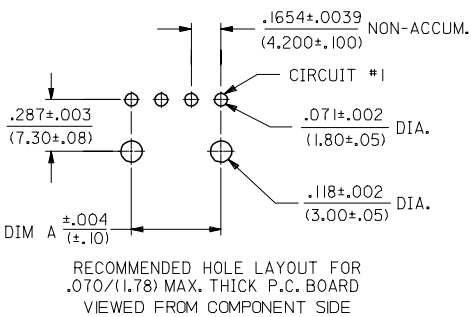 .1654±.0039
(4.200±.100)
NON-ACCUM.
CIRCUIT #1
.287±.003
(7.30±.08)
.071±.002
(1.80±.05)
DIA.
.118±.002
(3.00±.05)
DIA.
DIM A ±.004
(±.10)
RECOMMENDED HOLE LAYOUT FOR
.070/(1.78) MAX. THICK P.C. BOARD
VIEWED FROM COMPONENT SIDE